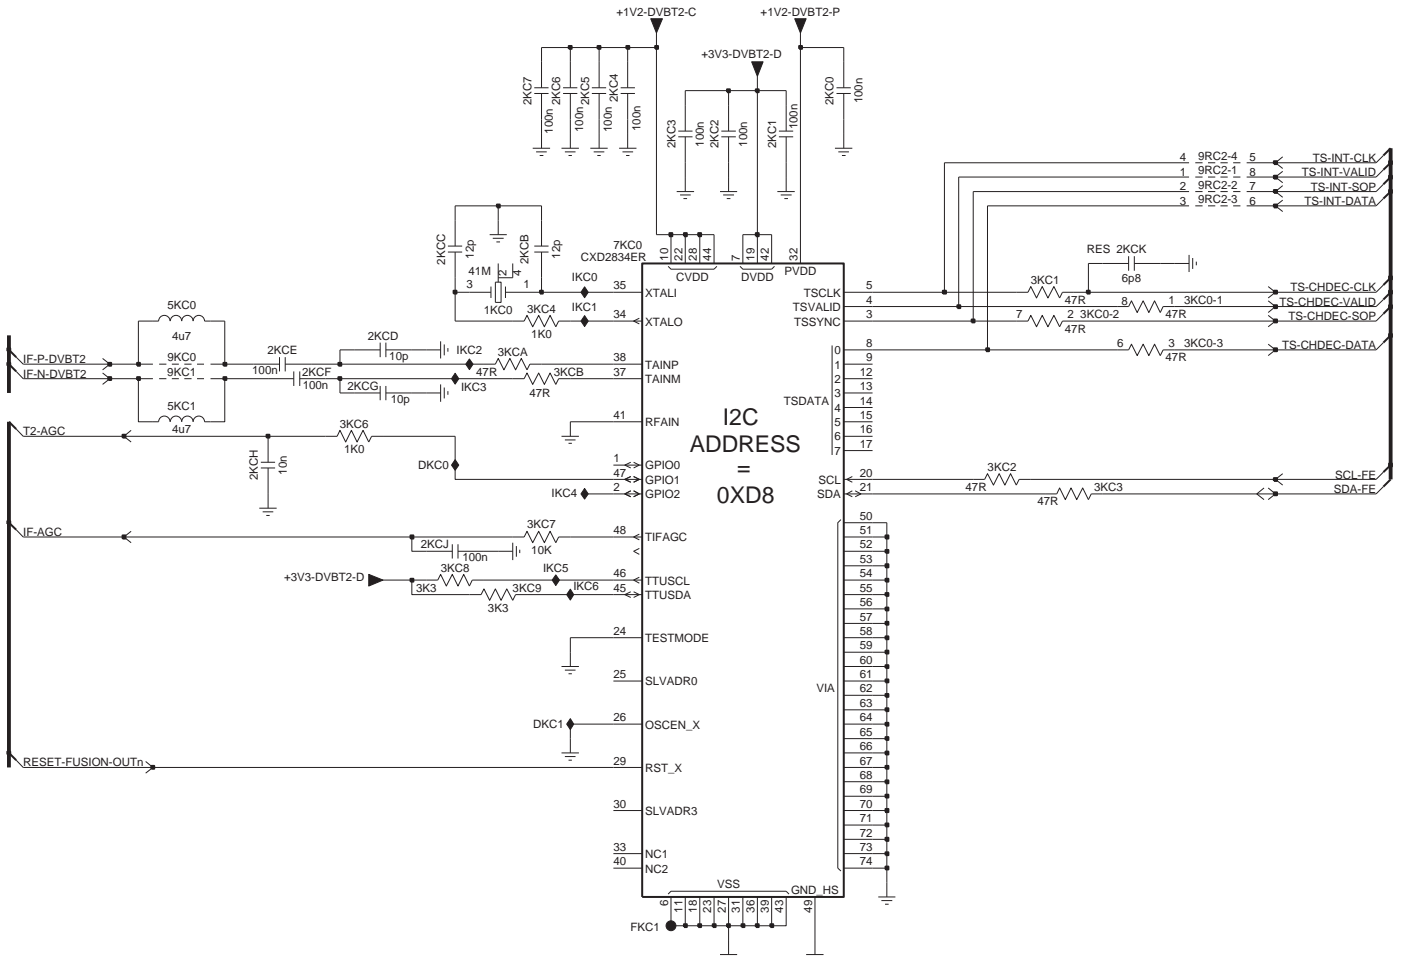 +1V2-DVBT2-C
+1V2-DVBT2-P
+3V3-DVBT2-D
2KC7 100n
2KC6 100n
2KC5 100n
2KC4 100n
2KC3 100n
2KC2 100n
2KC1 100n
2KC0 100n
4 9RC2-4 5 TS-INT-CLK
1 9RC2-1 8 TS-INT-VALID
2 9RC2-2 7 TS-INT-SOP
3 9RC2-3 6 TS-INT-DATA
2KCC 12p
2KCB 12p
41M 2 4
3 1
1KC0
IKC0
IKC1
3KC4
1K0
7KC0
CXD2834ER
10 22 28 44
CVDD
7 19 42
DVDD
32
PVDD
35 XTALI
34 XTALO
RES 2KCK
6p8
TSCLK 5
3KC1
47R
TS-CHDEC-CLK
TSVALID 4
8 1 3KC0-1
47R
TS-CHDEC-VALID
TSSYNC 3
7 2 3KC0-2
47R
TS-CHDEC-SOP
5KC0
4u7
IF-P-DVBT2
9KC0
IF-N-DVBT2
9KC1
5KC1
4u7
2KCE
100n
2KCF
100n
2KCD
10p
2KCG
10p
IKC2
IKC3
3KCA
47R
3KCB
47R
38 TAINP
37 TAINM
0 8
1 9
2 12
3 13
4 14
5 15
6 16
7 17
TSDATA
6 3 3KC0-3
47R
TS-CHDEC-DATA
41 RFAIN
I2C
ADDRESS
=
0XD8
T2-AGC
2KCH 10n
3KC6
1K0
DKC0
1 GPIO0
47 GPIO1
IKC4
2 GPIO2
SCL 20
3KC2
47R
SCL-FE
SDA 21
47R
3KC3
SDA-FE
IF-AGC
2KCJ
100n
3KC7
10K
48 TIFAGC
+3V3-DVBT2-D
3KC8
3K3
IKC5
3KC9
3K3
IKC6
46 TTUSCL
45 TTUSDA
24 TESTMODE
25 SLVADR0
DKC1
26 OSCEN_X
RESET-FUSION-OUTn
29 RST_X
30 SLVADR3
33 NC1
40 NC2
VIA
50
51
52
53
54
55
56
57
58
59
60
61
62
63
64
65
66
67
68
69
70
71
72
73
74
VSS
GND_HS
6 11 18 23 27 31 36 39 43
49
FKC1